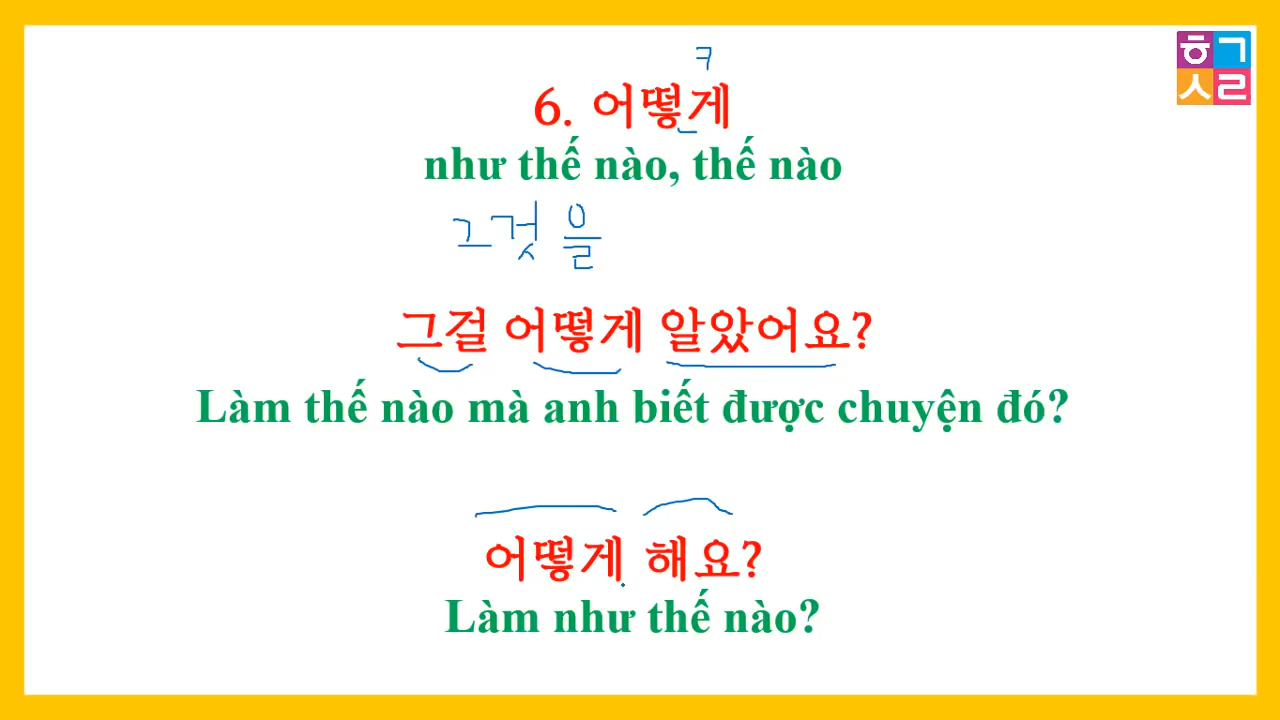 ㅎㄱ
ㅅㄹ
ㅋ
6. 어떻게
như thế nào, thế nào
그것을
그걸 어떻게 알았어요?
Làm thế nào mà anh biết được chuyện đó?
어떻게 해요?
Làm như thế nào?